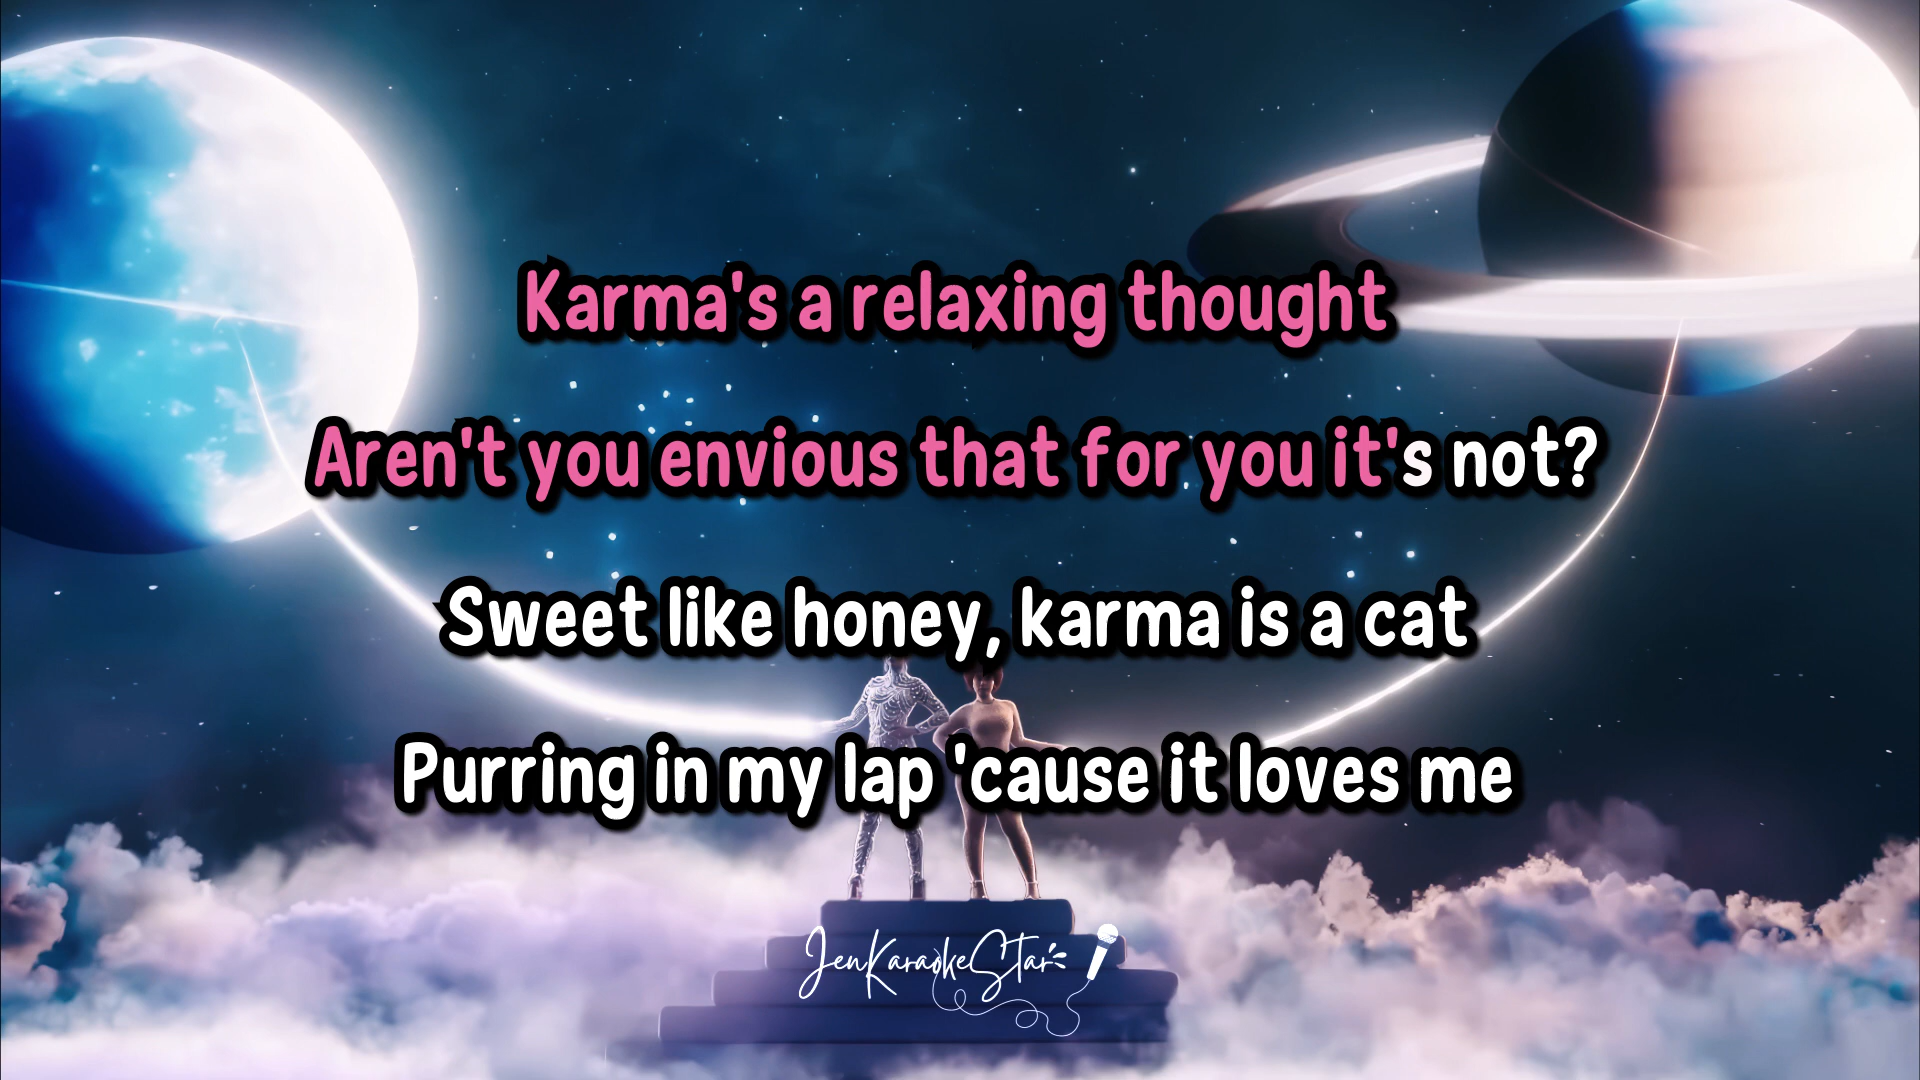 Karma's a relaxing thought
Aren't you envious that for you it's not?
Sweet like honey, karma is a cat
Purring in my lap 'cause it loves me
JenKaraokeStar